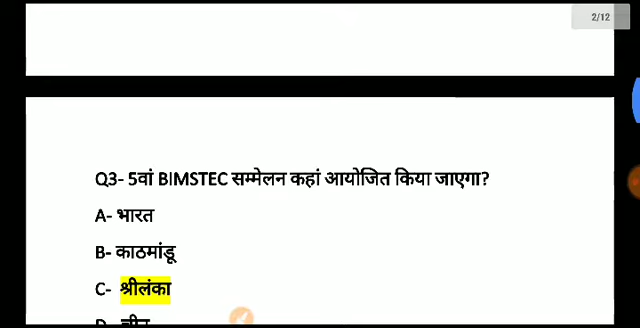 2/12
Q3- 5वां BIMSTEC सम्मेलन कहां आयोजित किया जाएगा?
A- भारत
B- काठमांडू
C- श्रीलंका